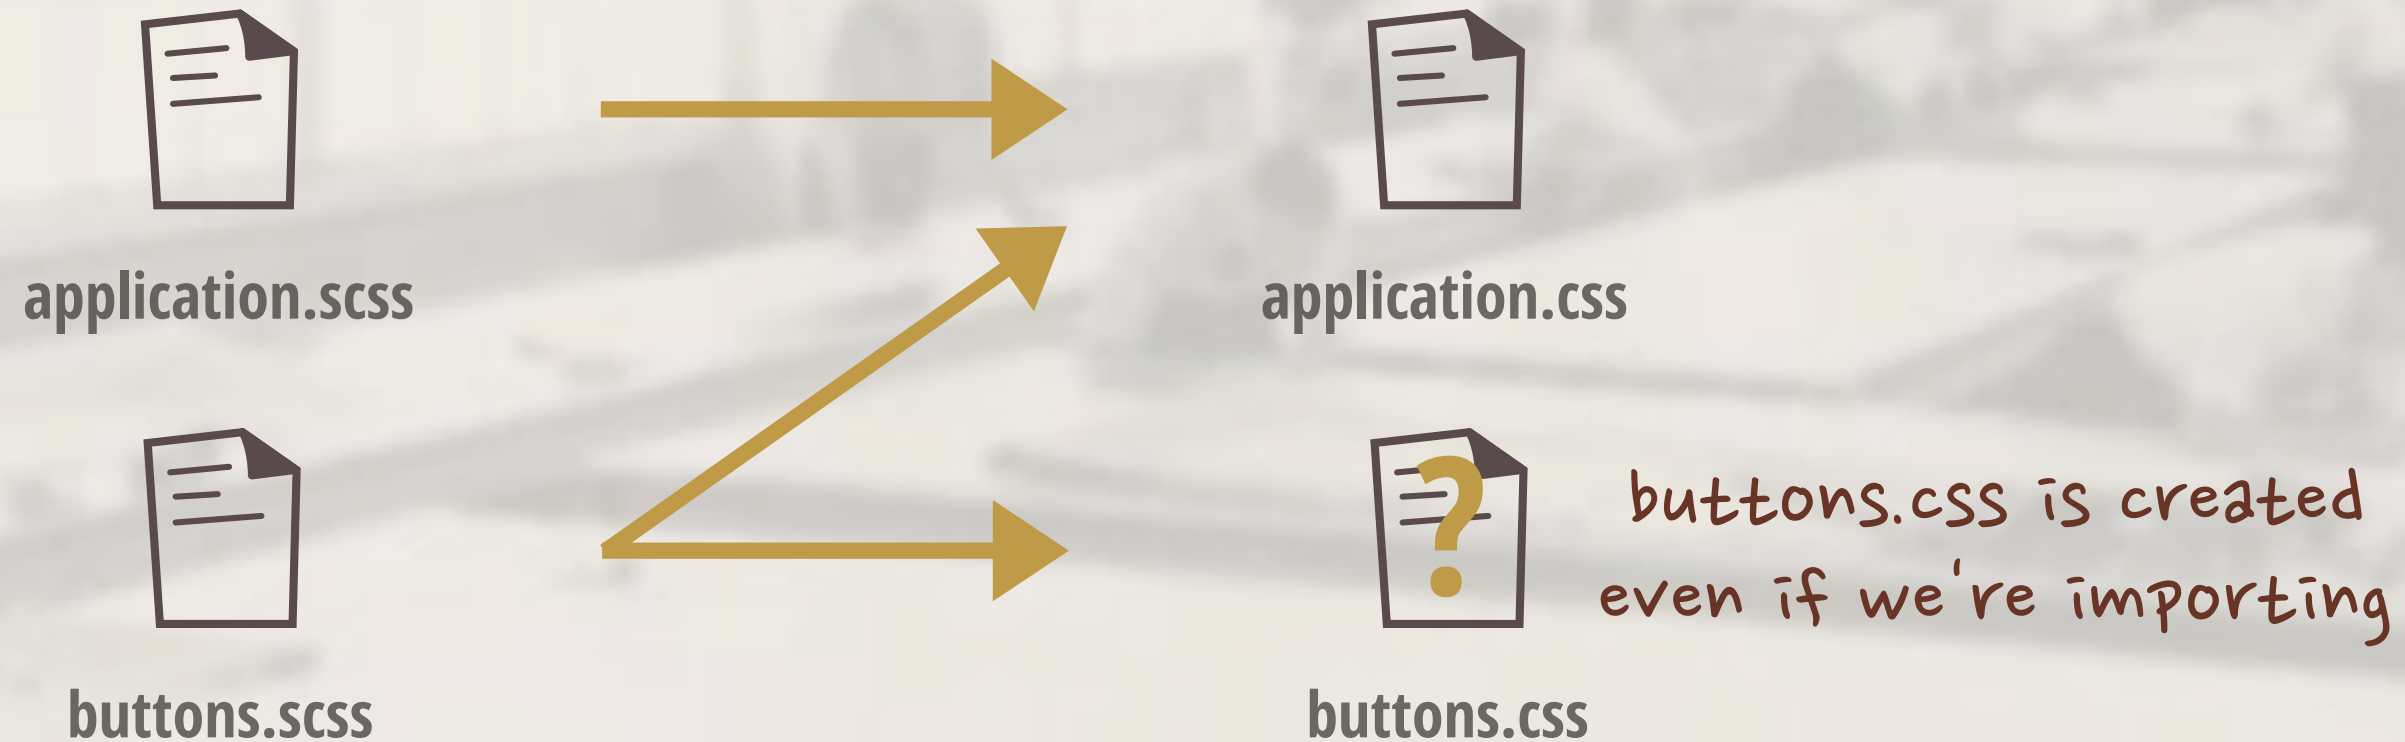 application.scss
application.css
?
buttons.css is created
even if we're importing
buttons.scss
buttons.css